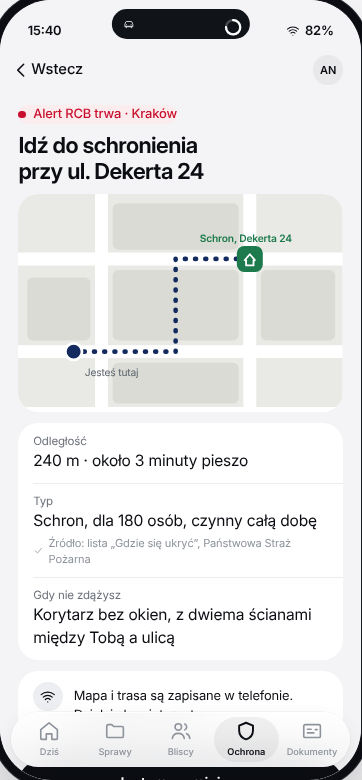 15:40
82%
Wstecz
AN
Alert RCB trwa · Kraków
Idź do schronienia
przy ul. Dekerta 24
Schron, Dekerta 24
Jesteś tutaj
Odległość
240 m · około 3 minuty pieszo
Typ
Schron, dla 180 osób, czynny całą dobę
Źródło: lista „Gdzie się ukryć”, Państwowa Straż
Pożarna
Gdy nie zdążysz
Korytarz bez okien, z dwiema ścianami
między Tobą a ulicą
Mapa i trasa są zapisane w telefonie.
Dziś
Sprawy
Bliscy
Ochrona
Dokumenty